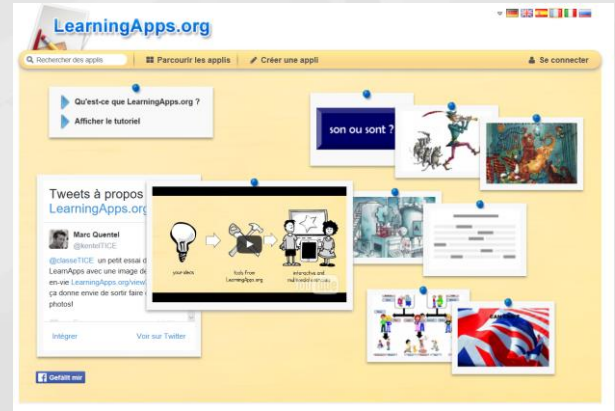 LearningApps.org
Rechercher des applis
Parcourir les applis
Créer une appli
Se connecter
Qu'est-ce que LearningApps.org ?
Afficher le tutoriel
son ou sont ?
Tweets à propos
LearningApps.org
Marc Quentel
@kentelTICE
@classeTICE un petit essai d
LearnApps avec une image de
en-vie LearningApps.org/view
ça donne envie de sortir faire
photos!
Intégrer
Voir sur Twitter
your ideas
tools from
LearningApps.org
interactive and
Gefällt mir